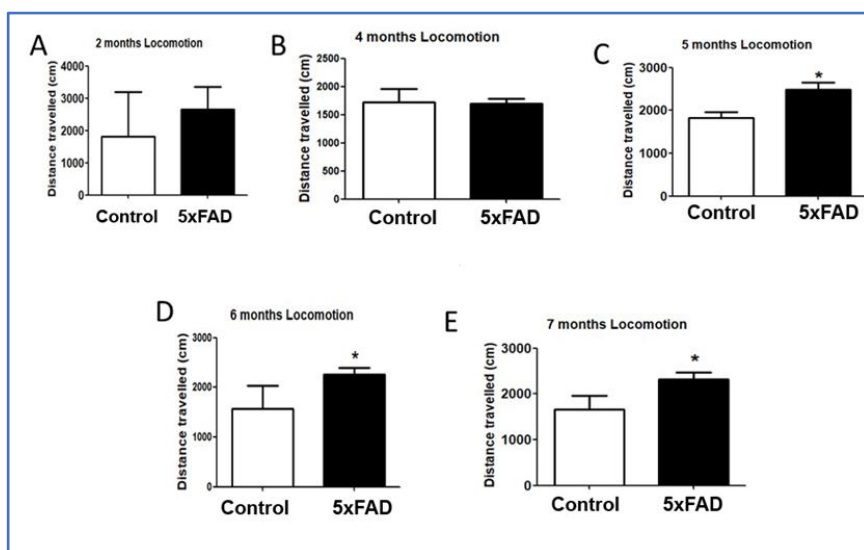 A
2 months Locomotion
Distance travelled (cm)
4000
3000
2000
1000
0
Control 5xFAD
B
4 months Locomotion
Distance travelled (cm)
2500
2000
1500
1000
500
0
Control 5xFAD
C
5 months Locomotion
Distance travelled (cm)
3000
2000
1000
0
*
Control 5xFAD
D
6 months Locomotion
Distance travelled (cm)
3000
2000
1000
0
*
Control 5xFAD
E
7 months Locomotion
Distance travelled (cm)
3000
2000
1000
0
*
Control 5xFAD